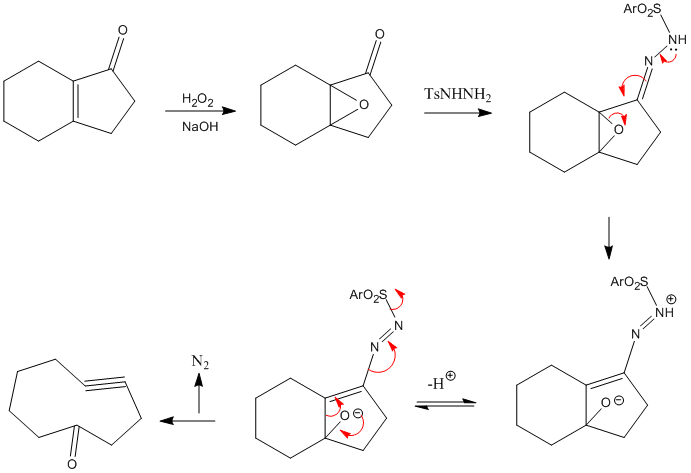 O
H₂O₂
NaOH
O
O
TsNHNH₂
ArO₂S
NH
N
O
ArO₂S
⊕
NH
N
O⊖
-H⊕
ArO₂S
N
N
O⊖
N₂
O